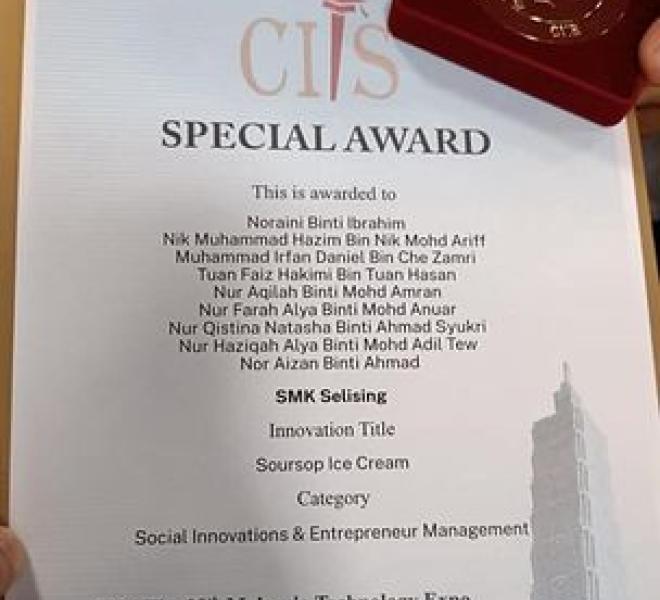 CIIS
SPECIAL AWARD
This is awarded to
Noraini Binti Ibrahim
Nik Muhammad Hazim Bin Nik Mohd Ariff
Muhammad Irfan Daniel Bin Che Zamri
Tuan Faiz Hakimi Bin Tuan Hasan
Nur Aqilah Binti Mohd Amran
Nur Farah Alya Binti Mohd Anuar
Nur Qistina Natasha Binti Ahmad Syukri
Nur Haziqah Alya Binti Mohd Adil Tew
Nor Aizan Binti Ahmad
SMK Selising
Innovation Title
Soursop Ice Cream
Category
Social Innovations & Entrepreneur Management
Technology Expo